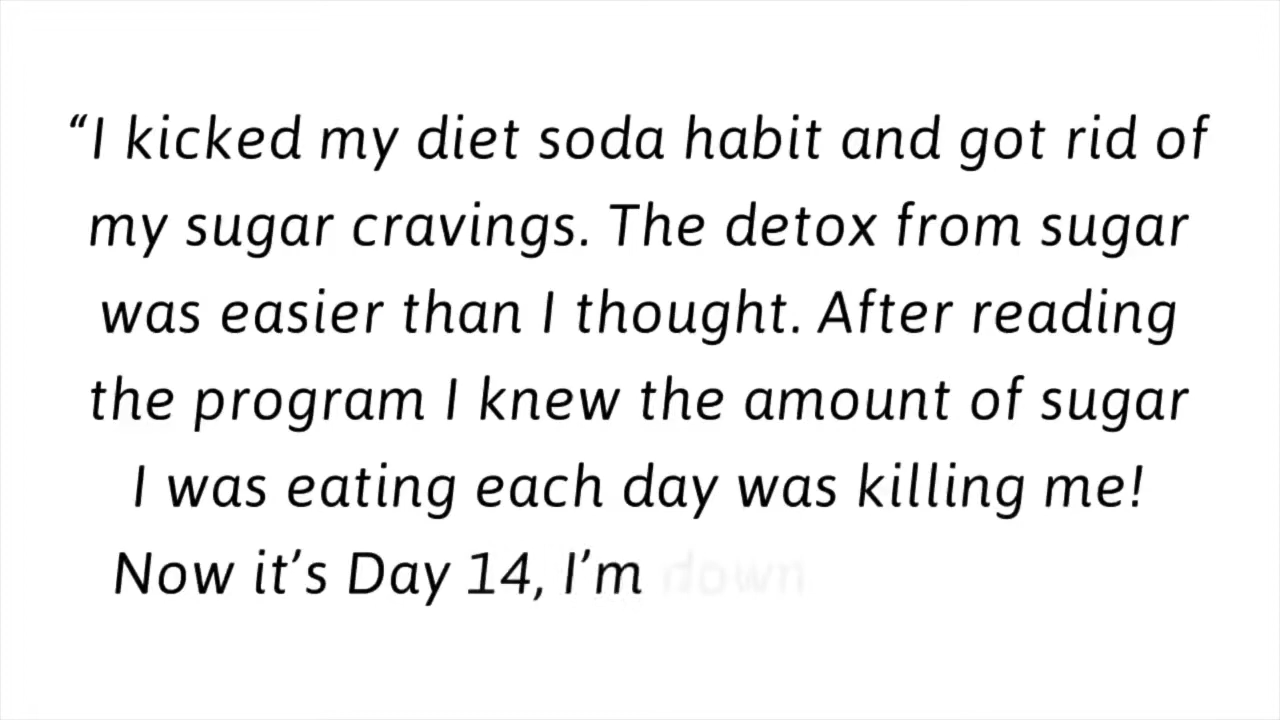 “I kicked my diet soda habit and got rid of
my sugar cravings. The detox from sugar
was easier than I thought. After reading
the program I knew the amount of sugar
I was eating each day was killing me!
Now it’s Day 14, I’m down